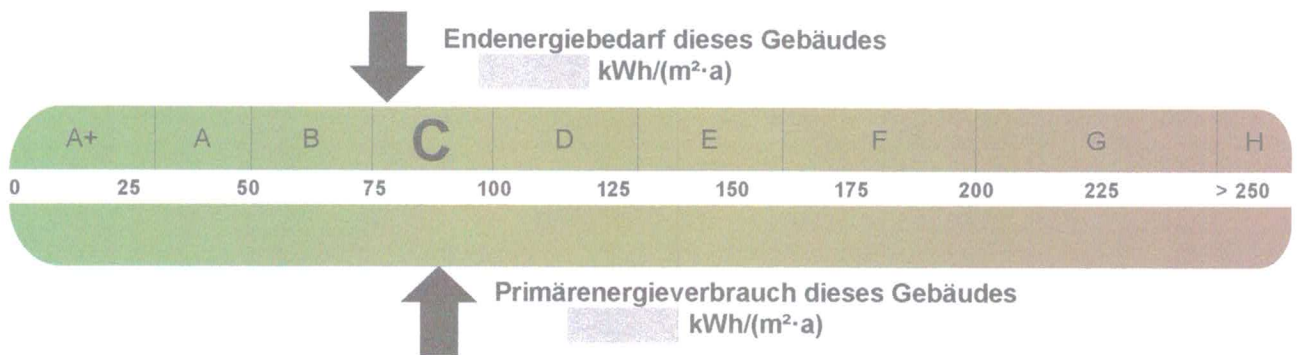 Endenergiebedarf dieses Gebäudes
kWh/(m²·a)
A+ A B C D E F G H
0 25 50 75 100 125 150 175 200 225 > 250
Primärenergieverbrauch dieses Gebäudes
kWh/(m²·a)